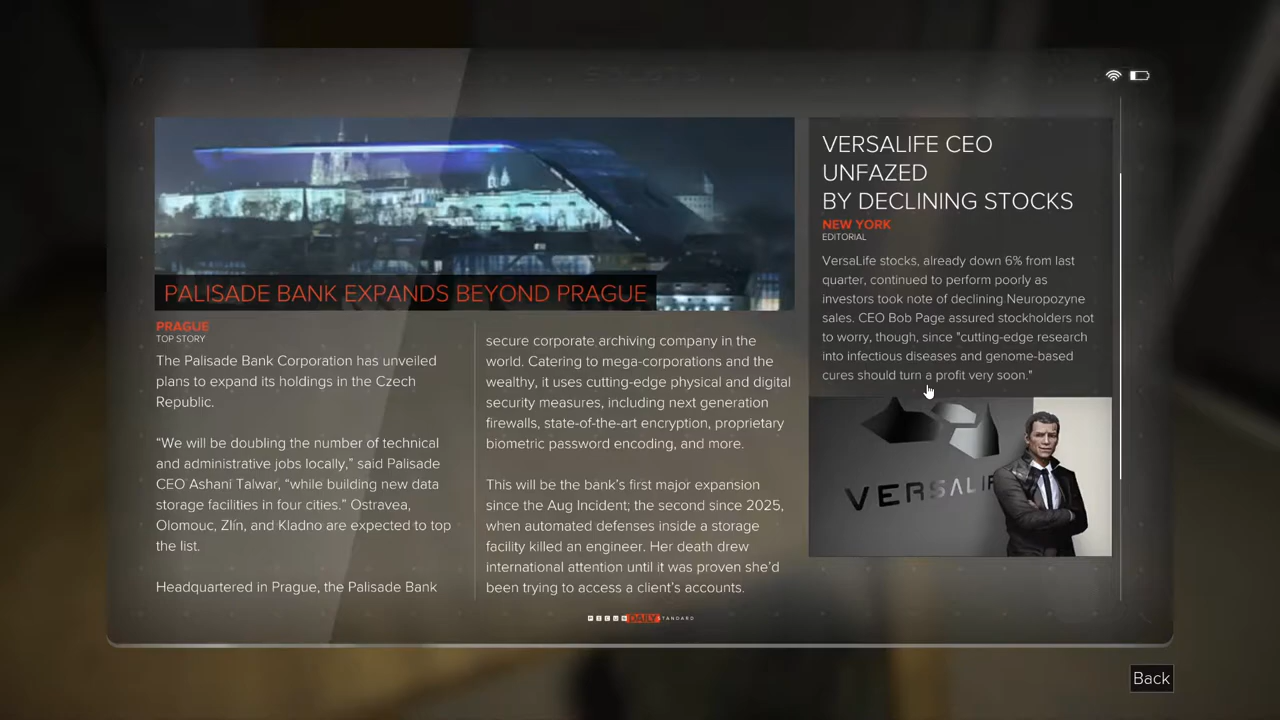 PALISADE BANK EXPANDS BEYOND PRAGUE
PRAGUE
TOP STORY
The Palisade Bank Corporation has unveiled
plans to expand its holdings in the Czech
Republic.
“We will be doubling the number of technical
and administrative jobs locally,” said Palisade
CEO Ashani Talwar, “while building new data
storage facilities in four cities.” Ostravea,
Olomouc, Zlín, and Kladno are expected to top
the list.
Headquartered in Prague, the Palisade Bank
secure corporate archiving company in the
world. Catering to mega-corporations and the
wealthy, it uses cutting-edge physical and digital
security measures, including next generation
firewalls, state-of-the-art encryption, proprietary
biometric password encoding, and more.
This will be the bank’s first major expansion
since the Aug Incident; the second since 2025,
when automated defenses inside a storage
facility killed an engineer. Her death drew
international attention until it was proven she’d
been trying to access a client’s accounts.
VERSALIFE CEO
UNFAZED
BY DECLINING STOCKS
NEW YORK
EDITORIAL
VersaLife stocks, already down 6% from last
quarter, continued to perform poorly as
investors took note of declining Neuropozyne
sales. CEO Bob Page assured stockholders not
to worry, though, since "cutting-edge research
into infectious diseases and genome-based
cures should turn a profit very soon."
VERSALIF
PICUS DAILY STANDARD
Back